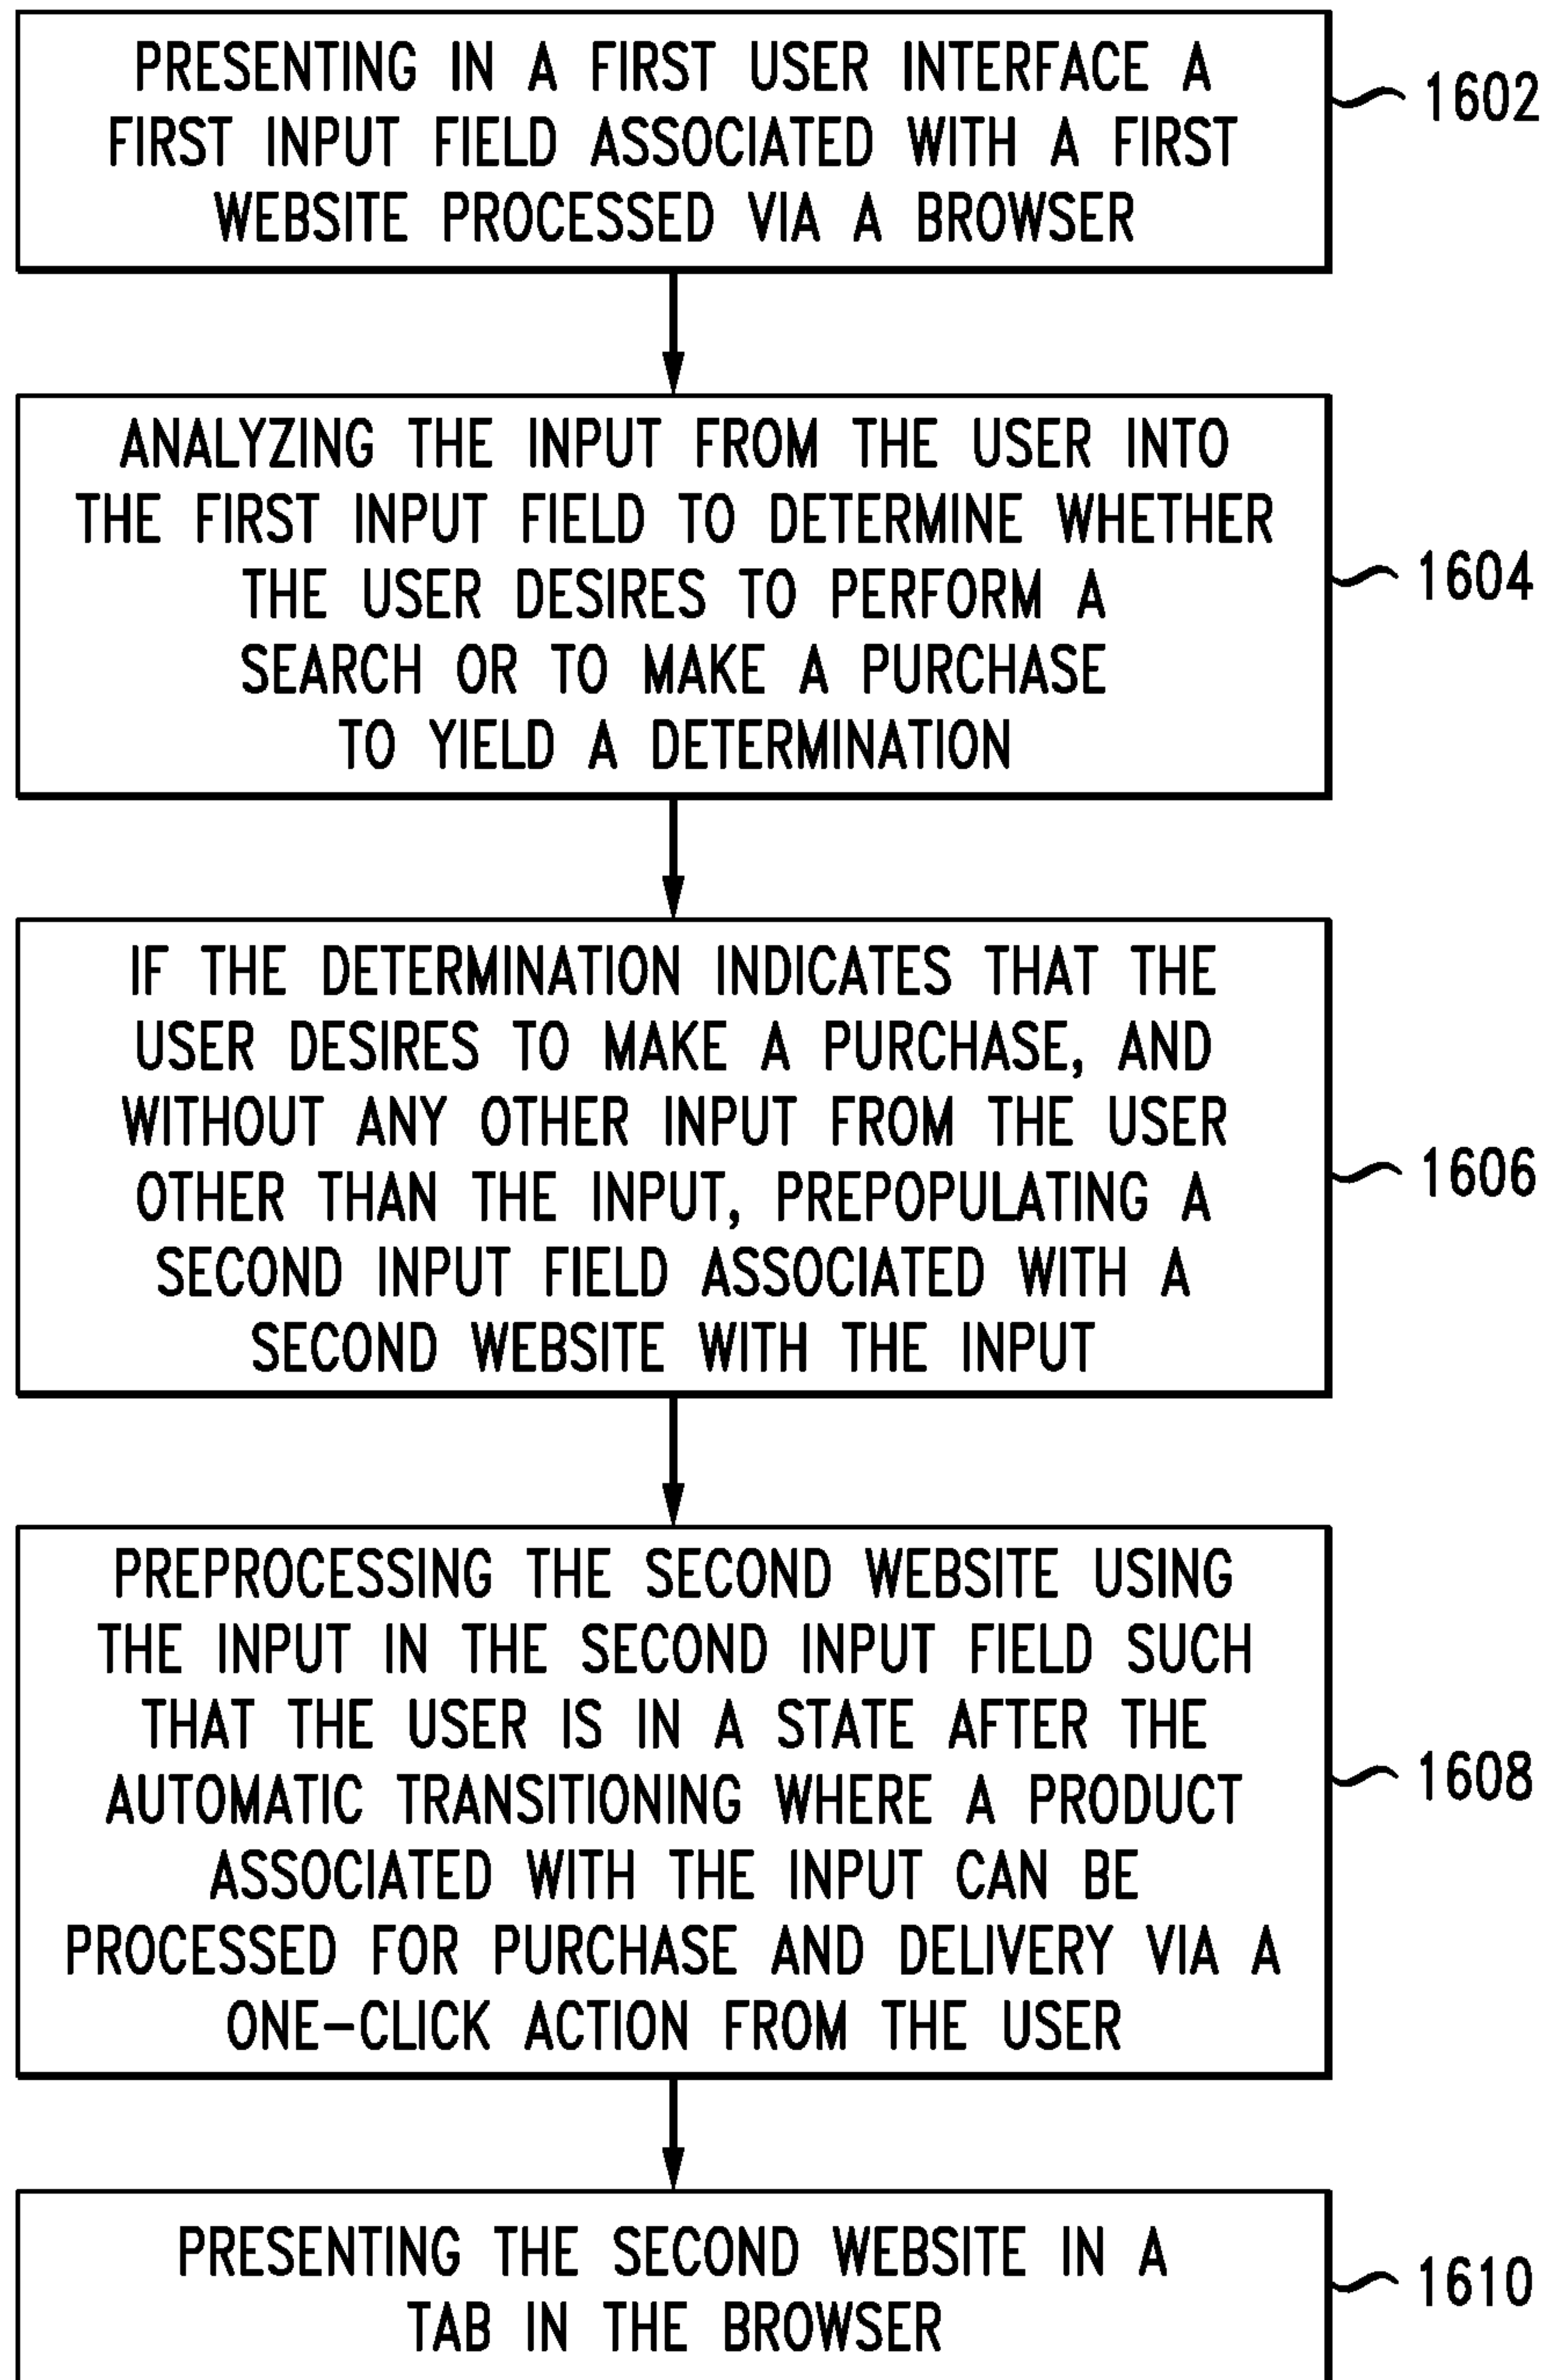 PRESENTING IN A FIRST USER INTERFACE A
FIRST INPUT FIELD ASSOCIATED WITH A FIRST
WEBSITE PROCESSED VIA A BROWSER
1602
ANALYZING THE INPUT FROM THE USER INTO
THE FIRST INPUT FIELD TO DETERMINE WHETHER
THE USER DESIRES TO PERFORM A
SEARCH OR TO MAKE A PURCHASE
TO YIELD A DETERMINATION
1604
IF THE DETERMINATION INDICATES THAT THE
USER DESIRES TO MAKE A PURCHASE, AND
WITHOUT ANY OTHER INPUT FROM THE USER
OTHER THAN THE INPUT, PREPOPULATING A
SECOND INPUT FIELD ASSOCIATED WITH A
SECOND WEBSITE WITH THE INPUT
1606
PREPROCESSING THE SECOND WEBSITE USING
THE INPUT IN THE SECOND INPUT FIELD SUCH
THAT THE USER IS IN A STATE AFTER THE
AUTOMATIC TRANSITIONING WHERE A PRODUCT
ASSOCIATED WITH THE INPUT CAN BE
PROCESSED FOR PURCHASE AND DELIVERY VIA A
ONE-CLICK ACTION FROM THE USER
1608
PRESENTING THE SECOND WEBSITE IN A
TAB IN THE BROWSER
1610